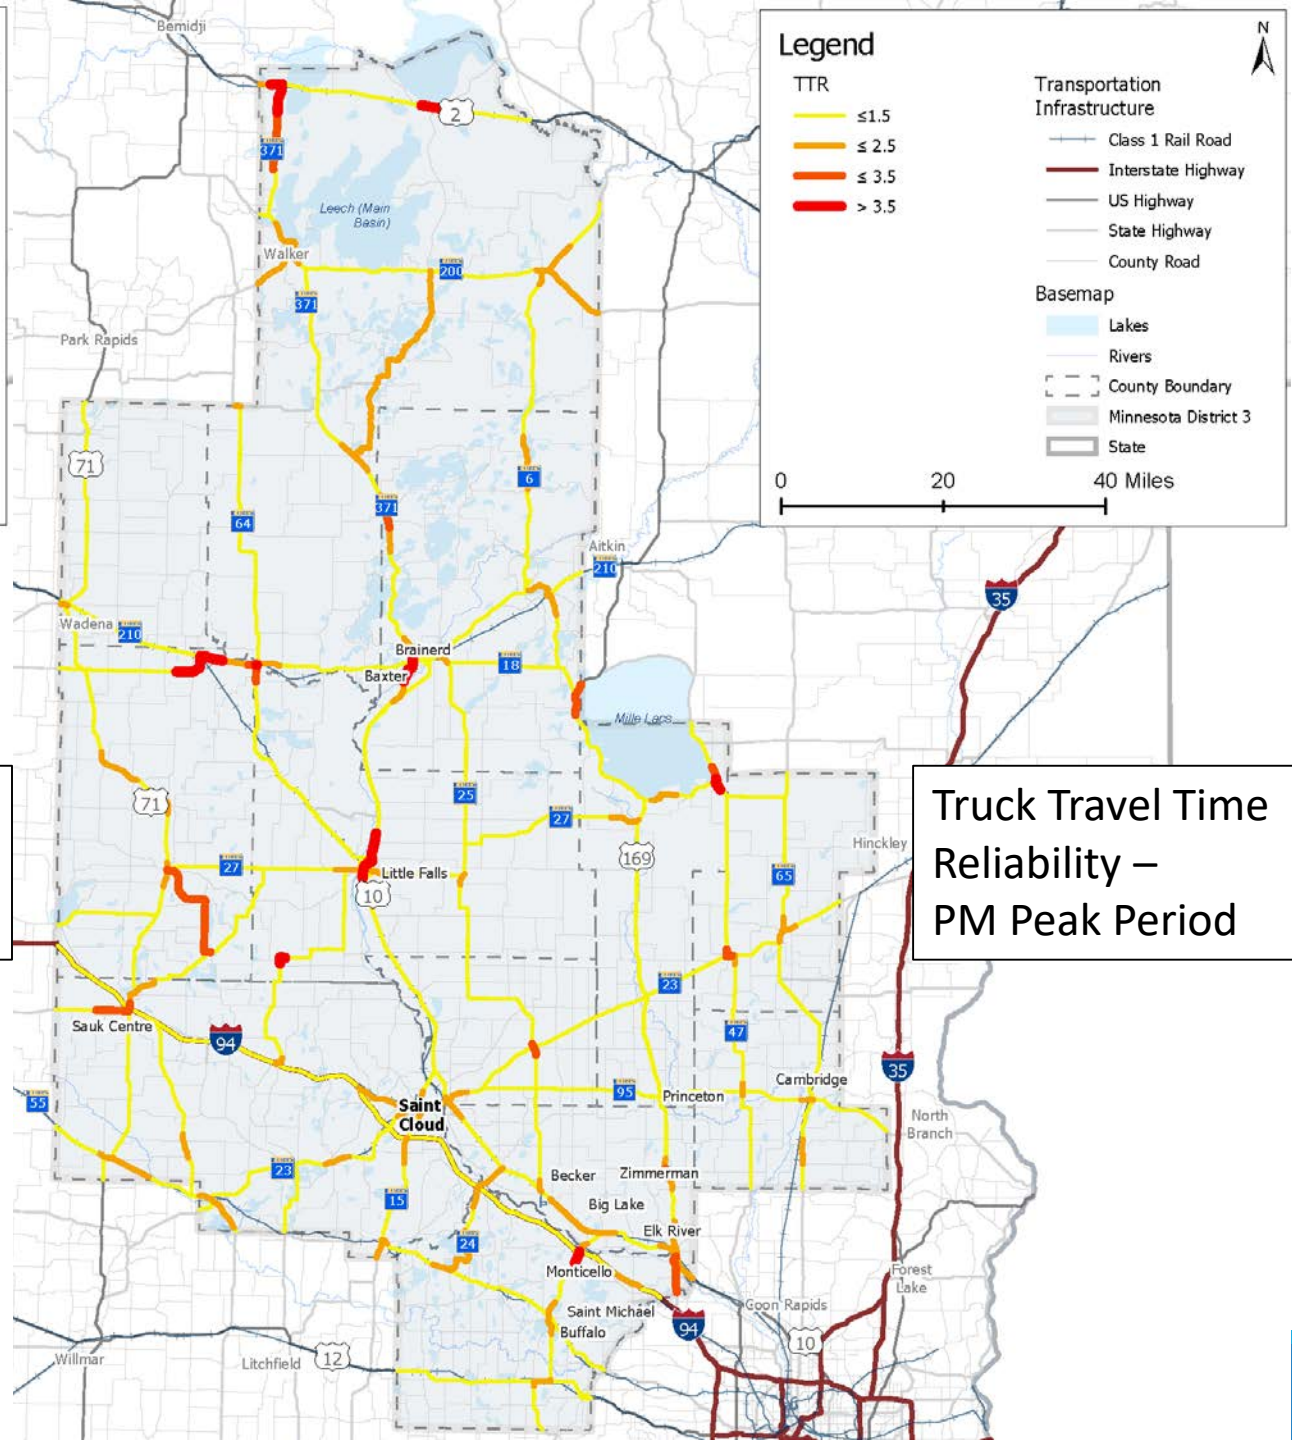 Legend
TTR
≤1.5
≤ 2.5
≤ 3.5
> 3.5
Transportation
Infrastructure
Class 1 Rail Road
Interstate Highway
US Highway
State Highway
County Road
Basemap
Lakes
Rivers
County Boundary
Minnesota District 3
State
N
0 20 40 Miles
Truck Travel Time
Reliability –
PM Peak Period
Bemidji
2
371
Leech (Main
Basin)
Walker
200
371
Park Rapids
71
6
64
371
Aitkin
210
35
Wadena
210
Brainerd
18
Baxter
Mille Lacs
71
25
27
169
Hinckley
27
Little Falls
65
10
23
Sauk Centre
94
47
35
55
Saint
Cloud
95
Princeton
Cambridge
North
Branch
23
15
Becker
Zimmerman
Big Lake
24
Elk River
Monticello
Forest
Lake
Saint Michael
Coon Rapids
Buffalo
94
10
Willmar
Litchfield
12